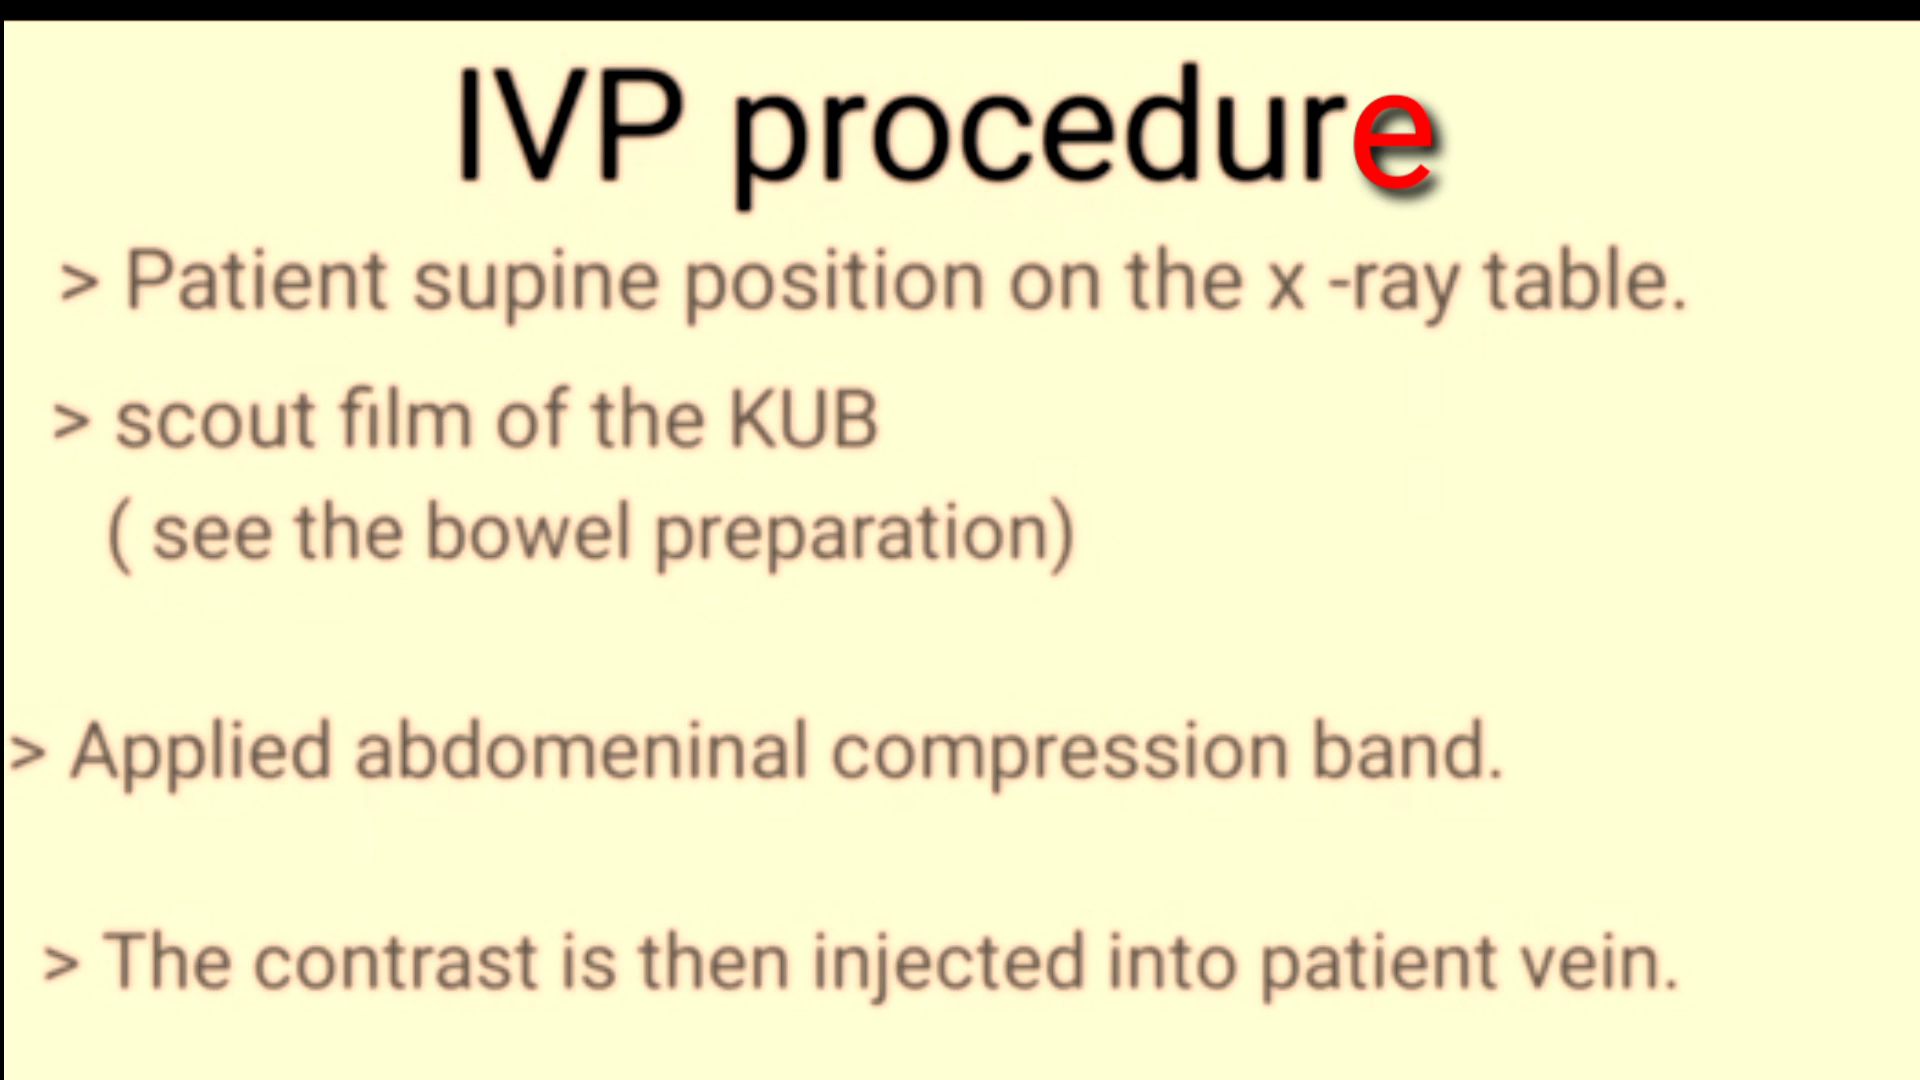 IVP procedure
> Patient supine position on the x -ray table.
> scout film of the KUB
( see the bowel preparation)
> Applied abdomeninal compression band.
> The contrast is then injected into patient vein.